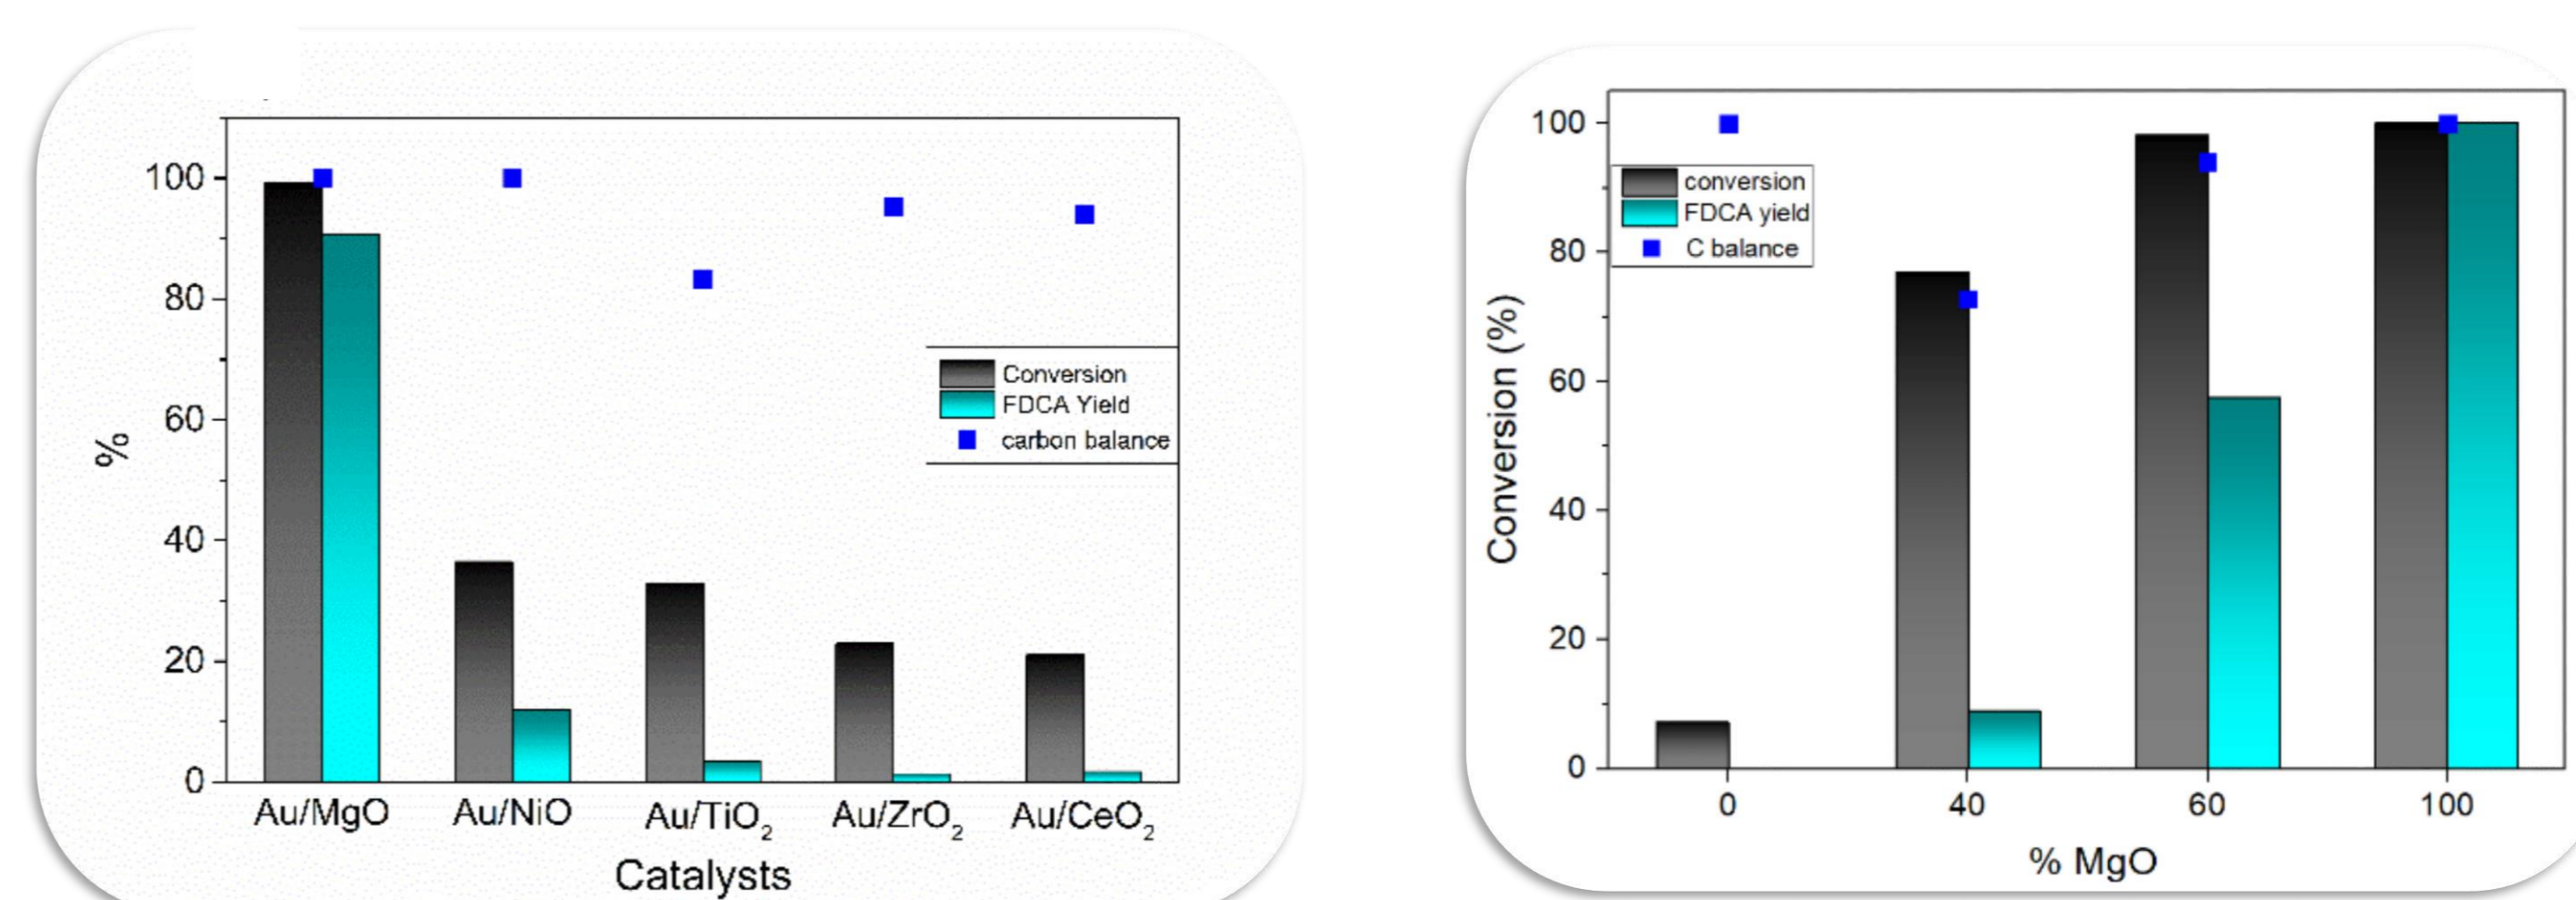 100
80
60
40
20
0
%
Conversion
FDCA Yield
carbon balance
Au/MgO Au/NiO Au/TiO₂ Au/ZrO₂ Au/CeO₂
Catalysts
100
80
60
40
20
0
Conversion (%)
conversion
FDCA yield
C balance
0 40 60 100
% MgO